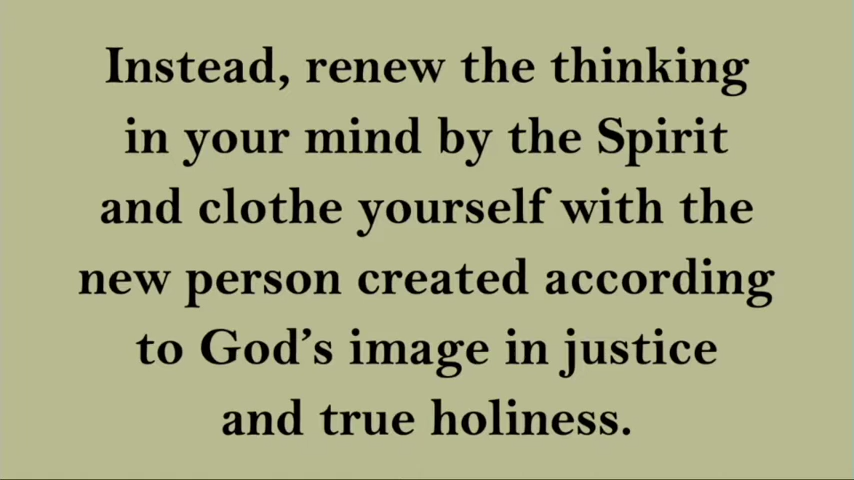 Instead, renew the thinking
in your mind by the Spirit
and clothe yourself with the
new person created according
to God’s image in justice
and true holiness.